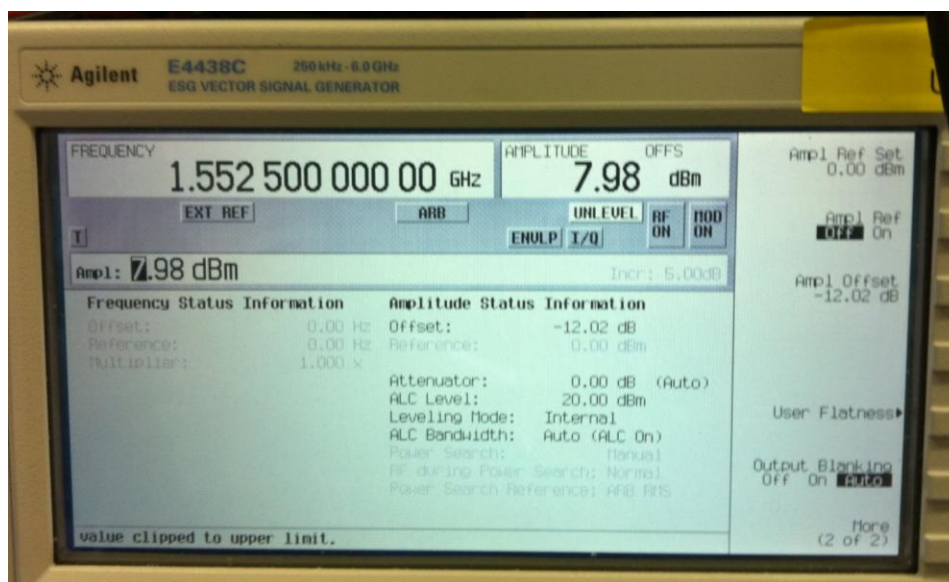 Agilent E4438C 250 kHz - 6.0 GHz
ESG VECTOR SIGNAL GENERATOR
FREQUENCY
1.552 500 000 00 GHz
AMPLITUDE OFFS
7.98 dBm
EXT REF ARB UNLEVEL RF ON MOD ON
T ENVLP I/Q
Ampl: 7.98 dBm Incr: 5.00dB
Frequency Status Information
Offset: 0.00 Hz
Reference: 0.00 Hz
Multiplier: 1.000 x
Amplitude Status Information
Offset: -12.02 dB
Reference: 0.00 dBm
Attenuator: 0.00 dB (Auto)
ALC Level: 20.00 dBm
Leveling Mode: Internal
ALC Bandwidth: Auto (ALC On)
Power Search: Manual
RF during Power Search: Normal
Power Search Reference: ARB RMS
value clipped to upper limit.
Ampl Ref Set
0.00 dBm
Ampl Ref
Off On
Ampl Offset
-12.02 dB
User Flatness
Output Blanking
Off On Auto
More
(2 of 2)